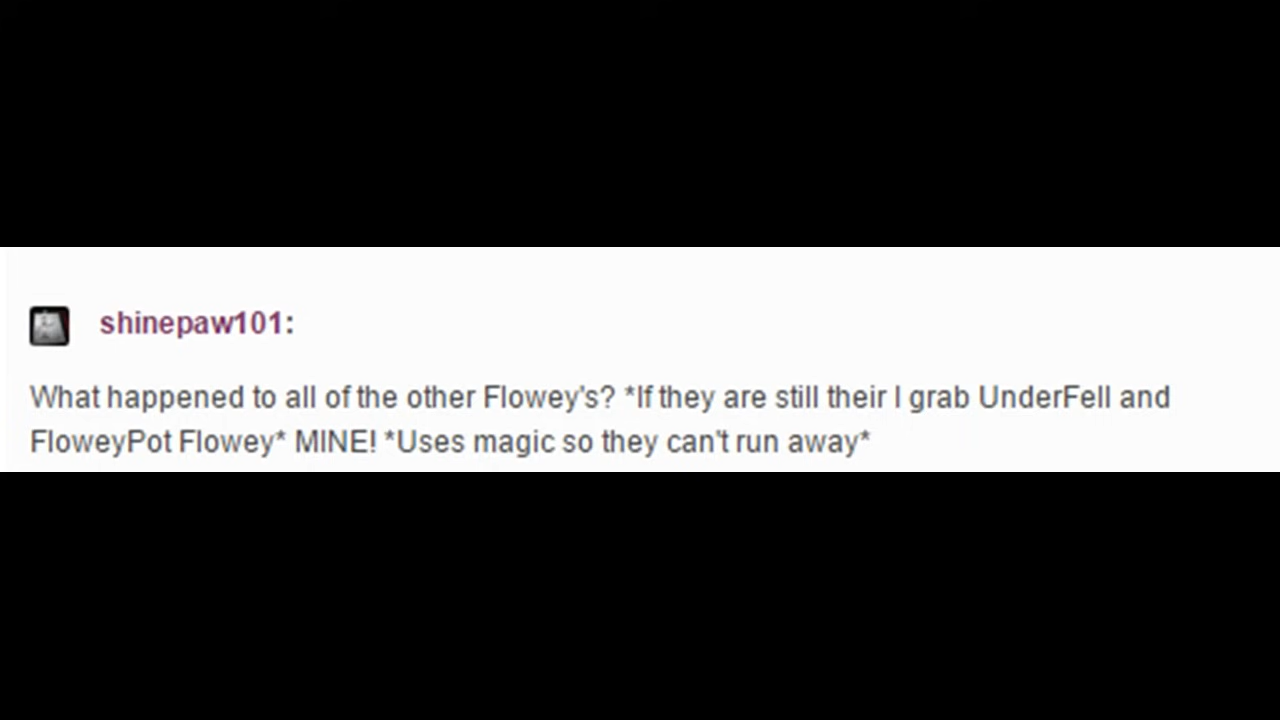 shinepaw101:
What happened to all of the other Flowey's? *If they are still their I grab UnderFell and
FloweyPot Flowey* MINE! *Uses magic so they can't run away*